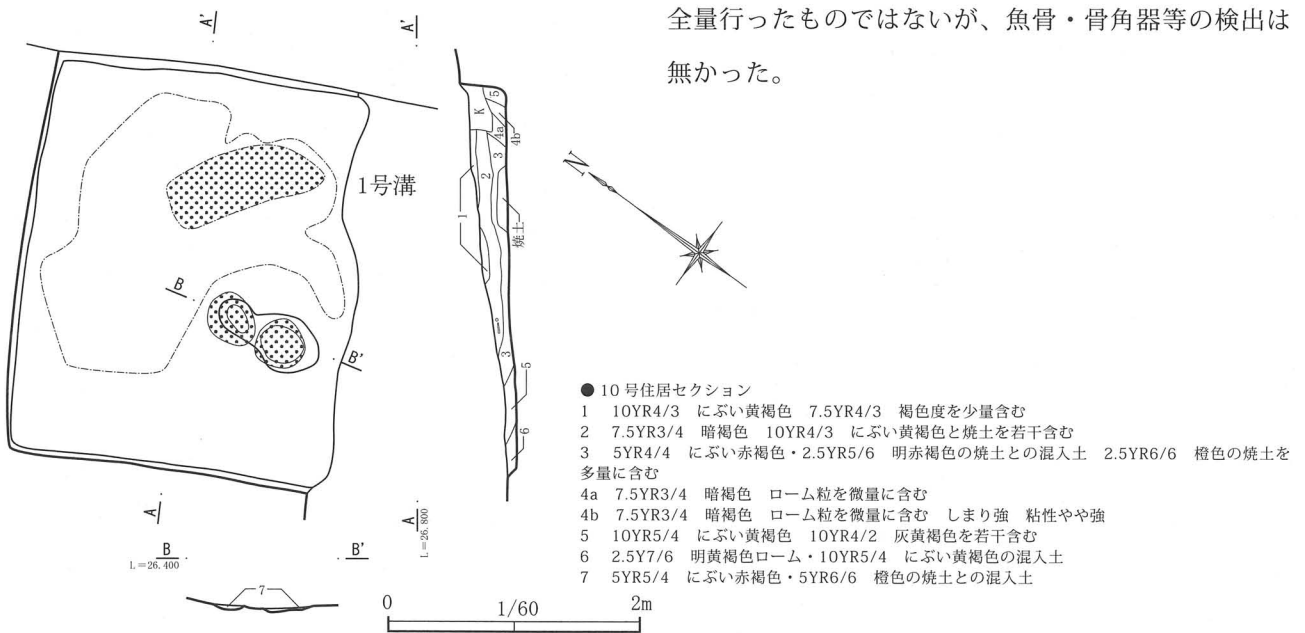 全量行ったものではないが、魚骨・骨角器等の検出は
無かった。
A'
A'
5
K
4a
4b
3
2
1
焼土
3
5
6
1号溝
N
B
B'
A
A
L=26.800
B
B'
L=26.400
7
0
1/60
2m
● 10号住居セクション
1 10YR4/3 にぶい黄褐色 7.5YR4/3 褐色度を少量含む
2 7.5YR3/4 暗褐色 10YR4/3 にぶい黄褐色と焼土を若干含む
3 5YR4/4 にぶい赤褐色・2.5YR5/6 明赤褐色の焼土との混入土 2.5YR6/6 橙色の焼土を
多量に含む
4a 7.5YR3/4 暗褐色 ローム粒を微量に含む
4b 7.5YR3/4 暗褐色 ローム粒を微量に含む しまり強 粘性やや強
5 10YR5/4 にぶい黄褐色 10YR4/2 灰黄褐色を若干含む
6 2.5Y7/6 明黄褐色ローム・10YR5/4 にぶい黄褐色の混入土
7 5YR5/4 にぶい赤褐色・5YR6/6 橙色の焼土との混入土